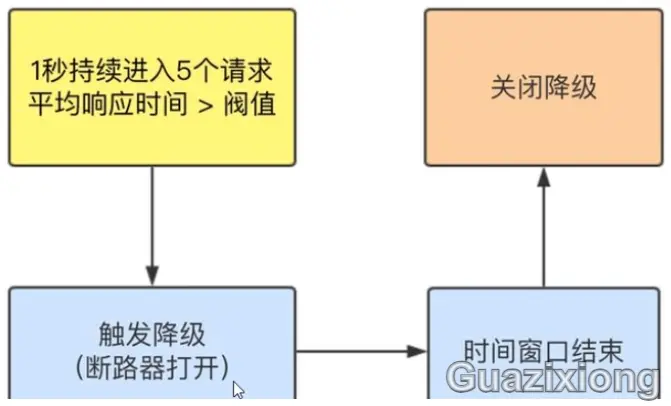 1秒持续进入5个请求
平均响应时间 > 阀值
关闭降级
触发降级
（断路器打开）
时间窗口结束
Guazixiong